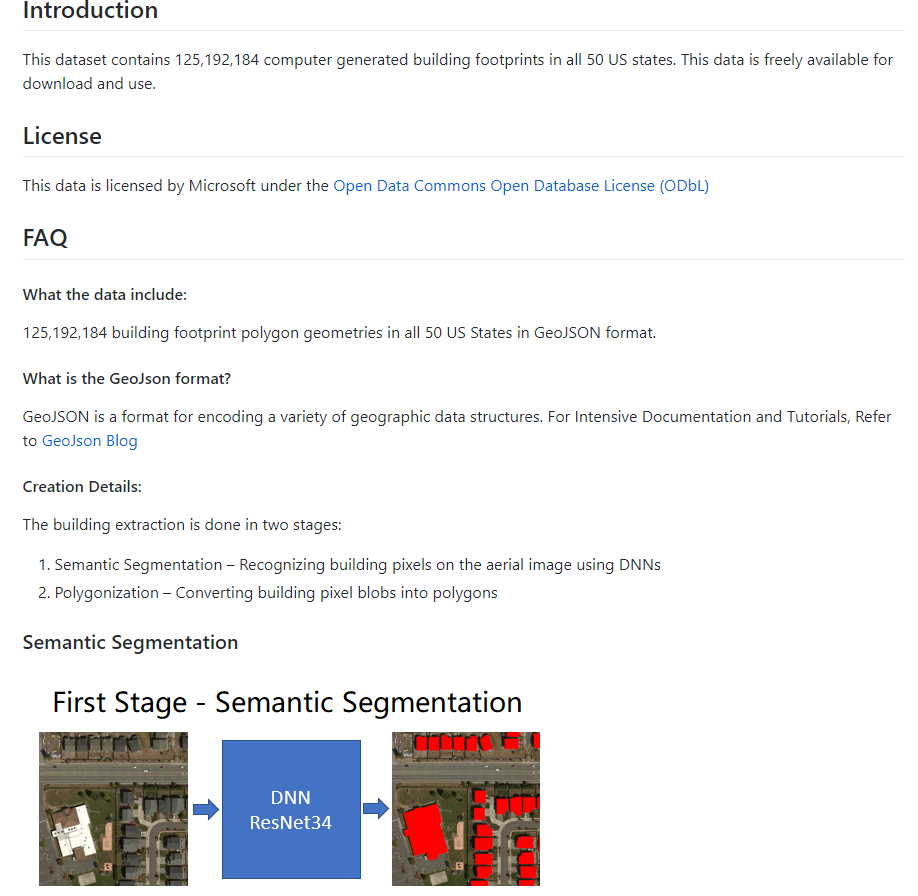 Introduction
This dataset contains 125,192,184 computer generated building footprints in all 50 US states. This data is freely available for
download and use.
License
This data is licensed by Microsoft under the Open Data Commons Open Database License (ODbL)
FAQ
What the data include:
125,192,184 building footprint polygon geometries in all 50 US States in GeoJSON format.
What is the GeoJson format?
GeoJSON is a format for encoding a variety of geographic data structures. For Intensive Documentation and Tutorials, Refer
to GeoJson Blog
Creation Details:
The building extraction is done in two stages:
1. Semantic Segmentation – Recognizing building pixels on the aerial image using DNNs
2. Polygonization – Converting building pixel blobs into polygons
Semantic Segmentation
First Stage - Semantic Segmentation
DNN
ResNet34